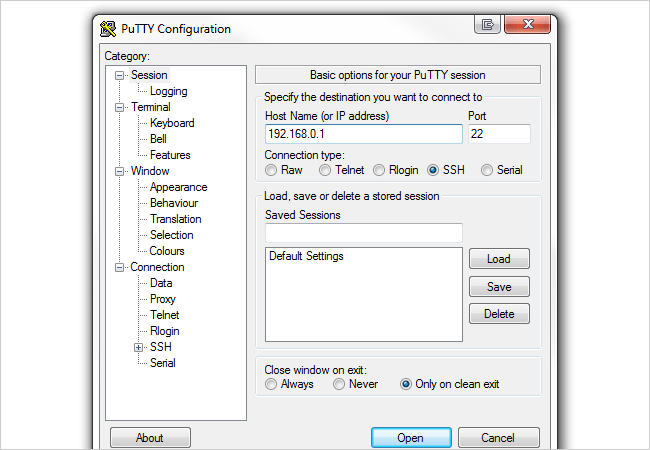 PuTTY Configuration
Category:
Session
Logging
Terminal
Keyboard
Bell
Features
Window
Appearance
Behaviour
Translation
Selection
Colours
Connection
Data
Proxy
Telnet
Rlogin
SSH
Serial
Basic options for your PuTTY session
Specify the destination you want to connect to
Host Name (or IP address) Port
192.168.0.1 22
Connection type:
Raw Telnet Rlogin SSH Serial
Load, save or delete a stored session
Saved Sessions
Default Settings
Load
Save
Delete
Close window on exit:
Always Never Only on clean exit
About Open Cancel